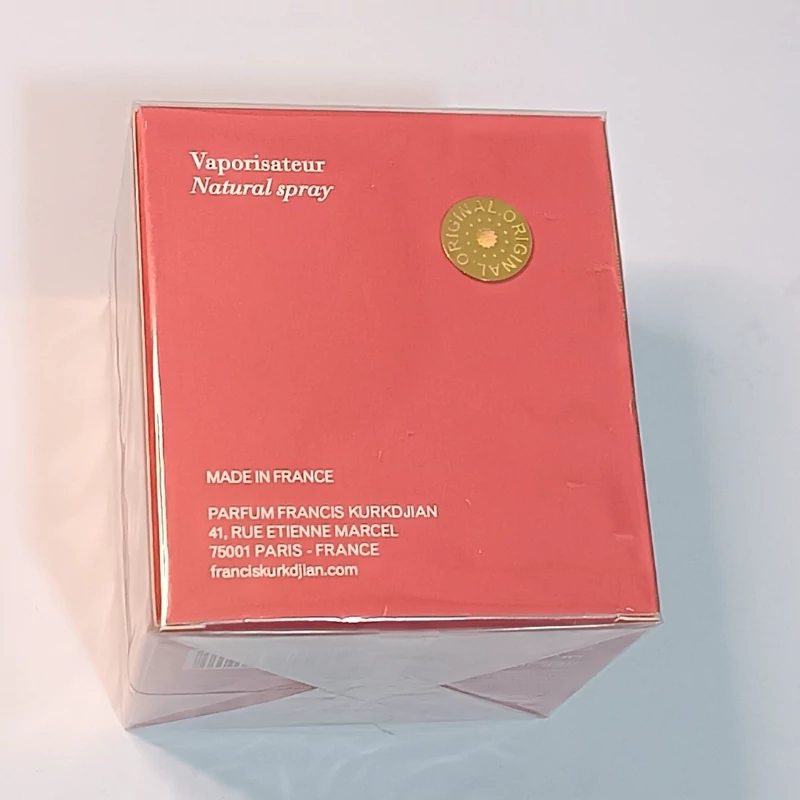 Vaporisateur
Natural spray
ORIGINAL.ORIGINAL.ORIGINAL
MADE IN FRANCE
PARFUM FRANCIS KURKDJIAN
41, RUE ETIENNE MARCEL
75001 PARIS - FRANCE
franciskurkdjian.com